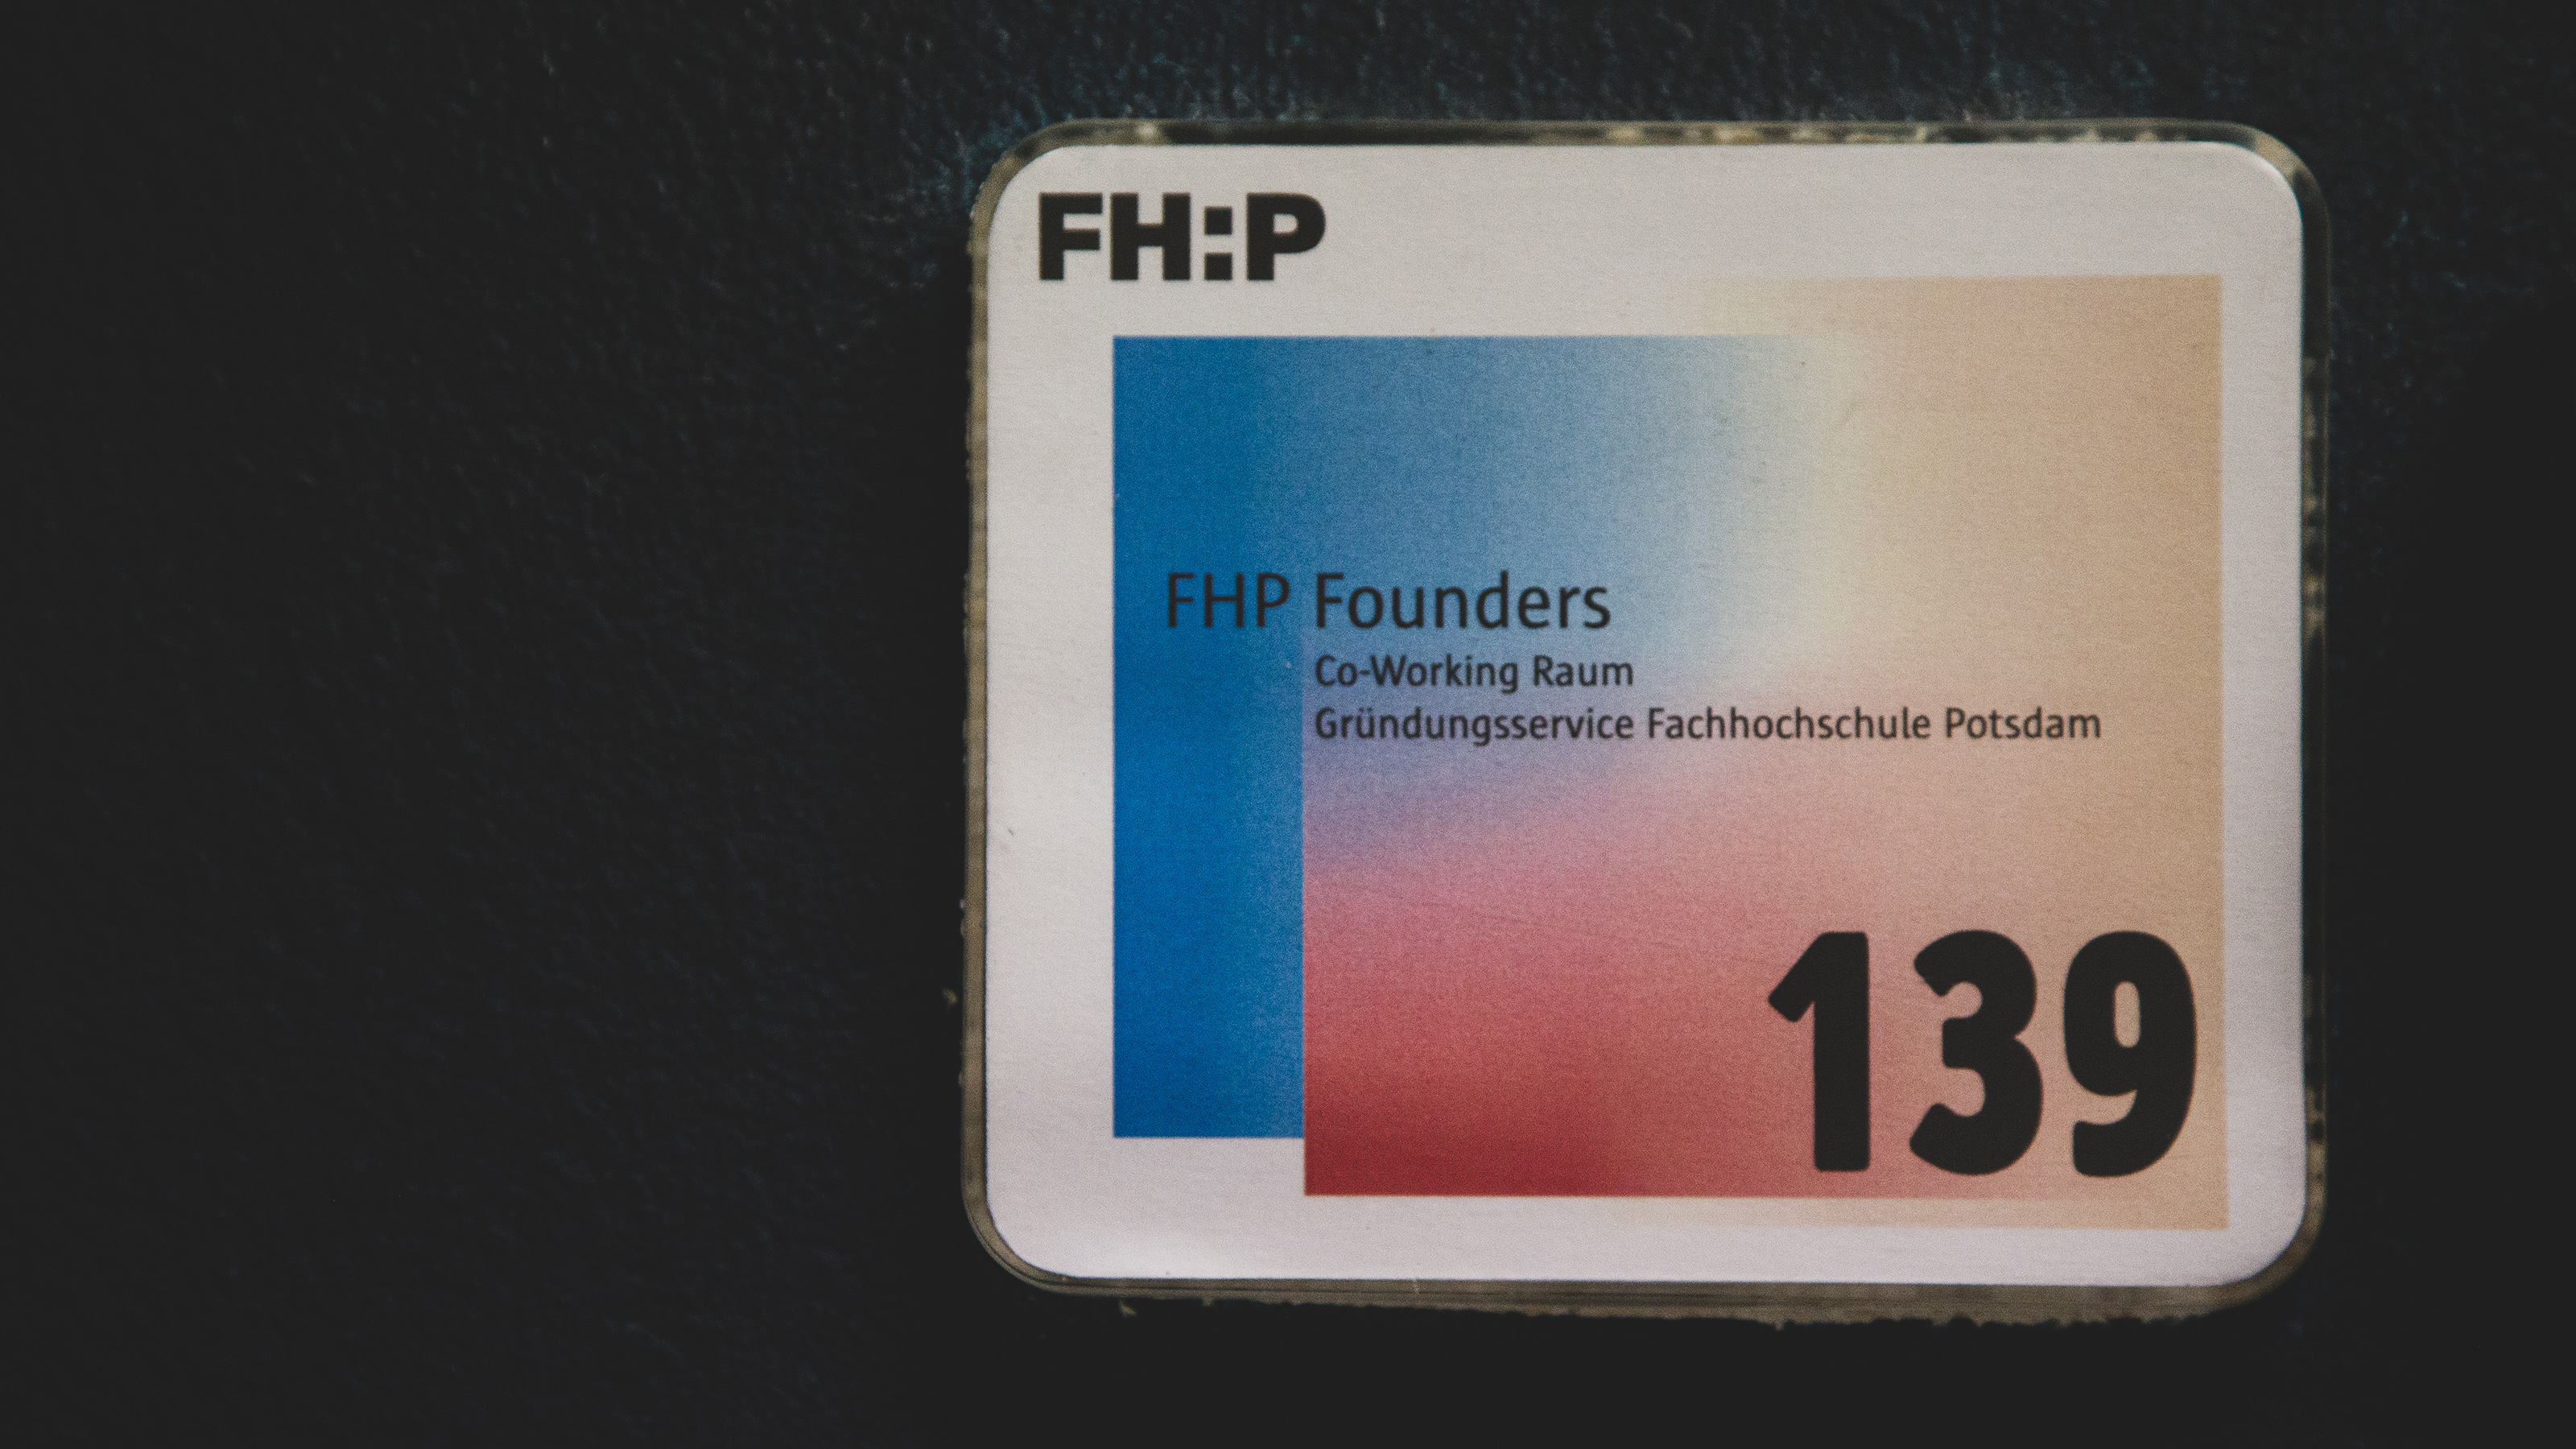 FH:P
FHP Founders
Co-Working Raum
Gründungsservice Fachhochschule Potsdam
139